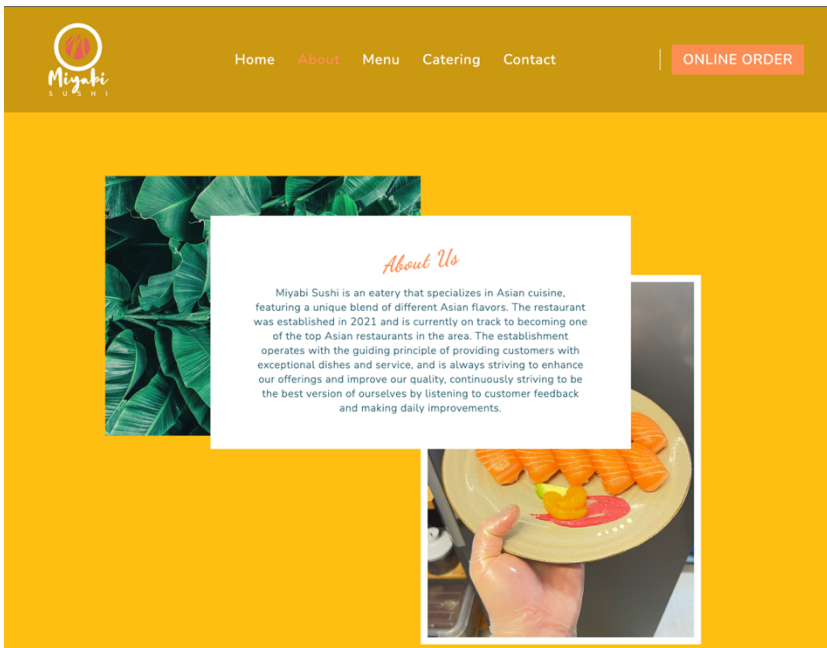 Miyabi
SUSHI
Home About Menu Catering Contact
ONLINE ORDER
About Us
Miyabi Sushi is an eatery that specializes in Asian cuisine,
featuring a unique blend of different Asian flavors. The restaurant
was established in 2021 and is currently on track to becoming one
of the top Asian restaurants in the area. The establishment
operates with the guiding principle of providing customers with
exceptional dishes and service, and is always striving to enhance
our offerings and improve our quality, continuously striving to be
the best version of ourselves by listening to customer feedback
and making daily improvements.